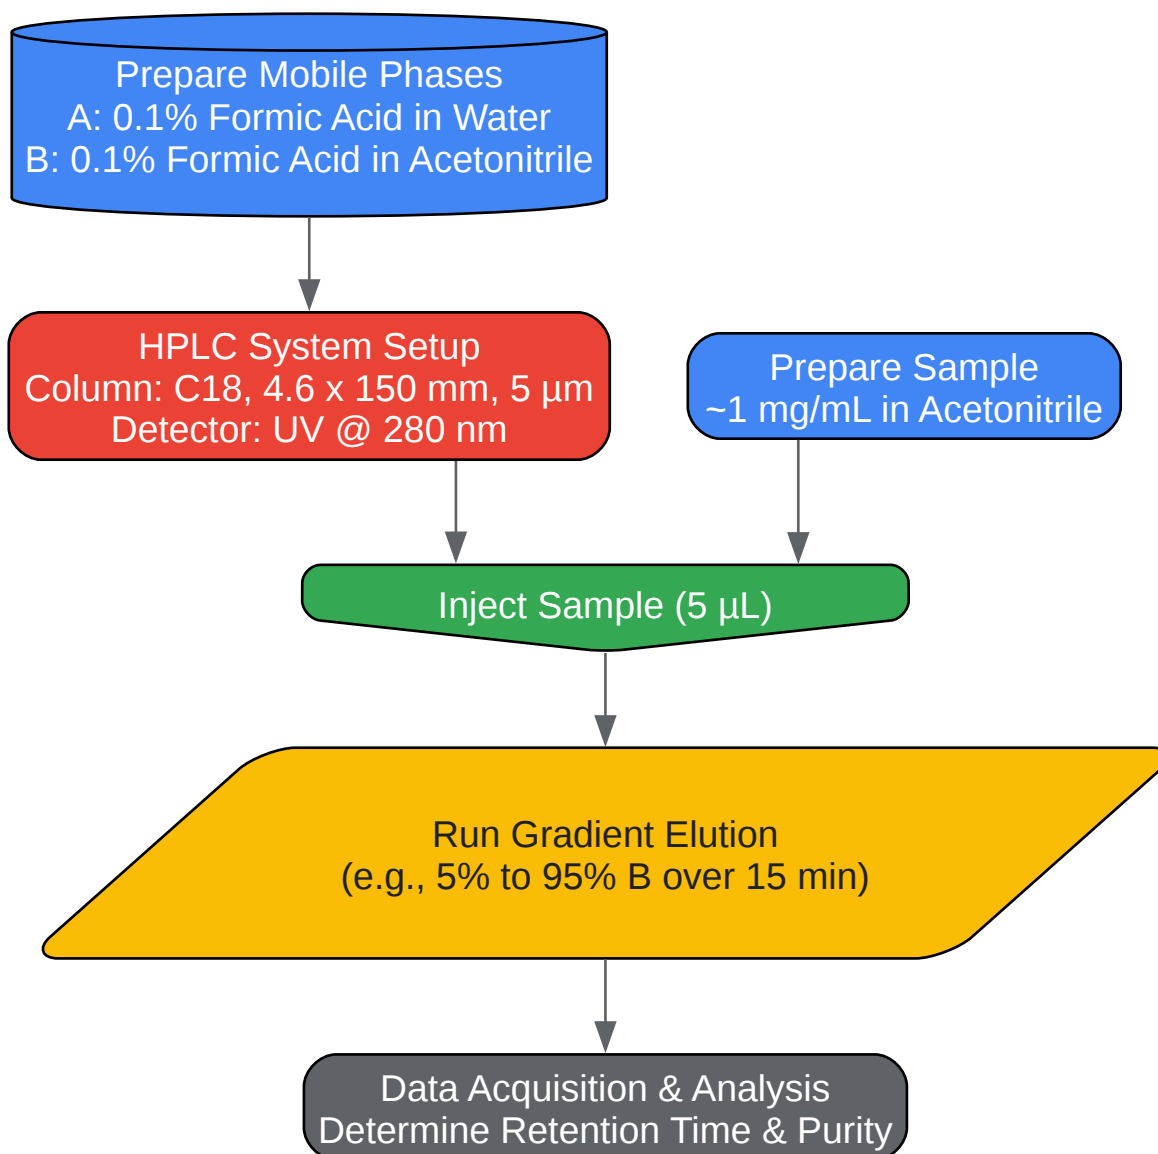 Prepare Mobile Phases
A: 0.1% Formic Acid in Water
B: 0.1% Formic Acid in Acetonitrile
HPLC System Setup
Column: C18, 4.6 x 150 mm, 5 µm
Detector: UV @ 280 nm
Prepare Sample
~1 mg/mL in Acetonitrile
Inject Sample (5 µL)
Run Gradient Elution
(e.g., 5% to 95% B over 15 min)
Data Acquisition & Analysis
Determine Retention Time & Purity